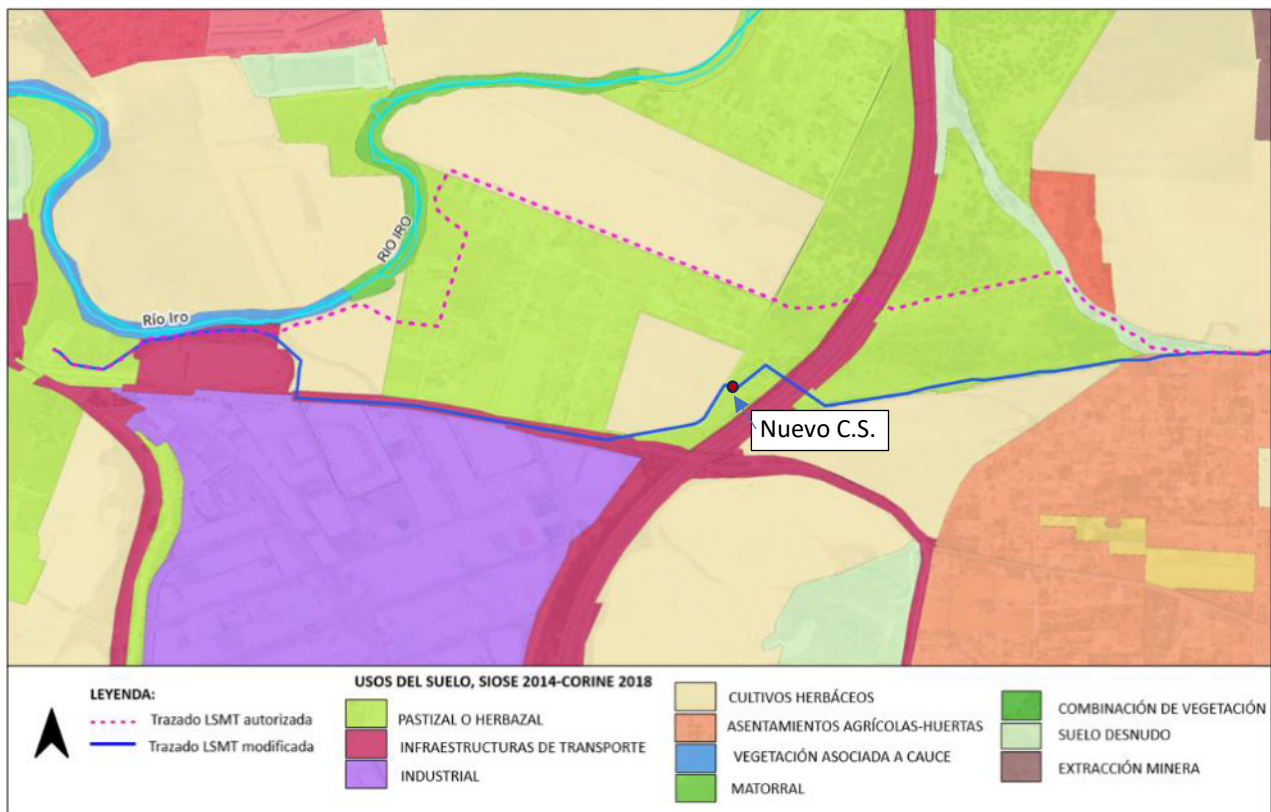 RIO IRO
Río Iro
Nuevo C.S.
USOS DEL SUELO, SIOSE 2014-CORINE 2018
LEYENDA:
Trazado LSMT autorizada
Trazado LSMT modificada
PASTIZAL O HERBAZAL
INFRAESTRUCTURAS DE TRANSPORTE
INDUSTRIAL
CULTIVOS HERBÁCEOS
ASENTAMIENTOS AGRÍCOLAS-HUERTAS
VEGETACIÓN ASOCIADA A CAUCE
MATORRAL
COMBINACIÓN DE VEGETACIÓN
SUELO DESNUDO
EXTRACCIÓN MINERA